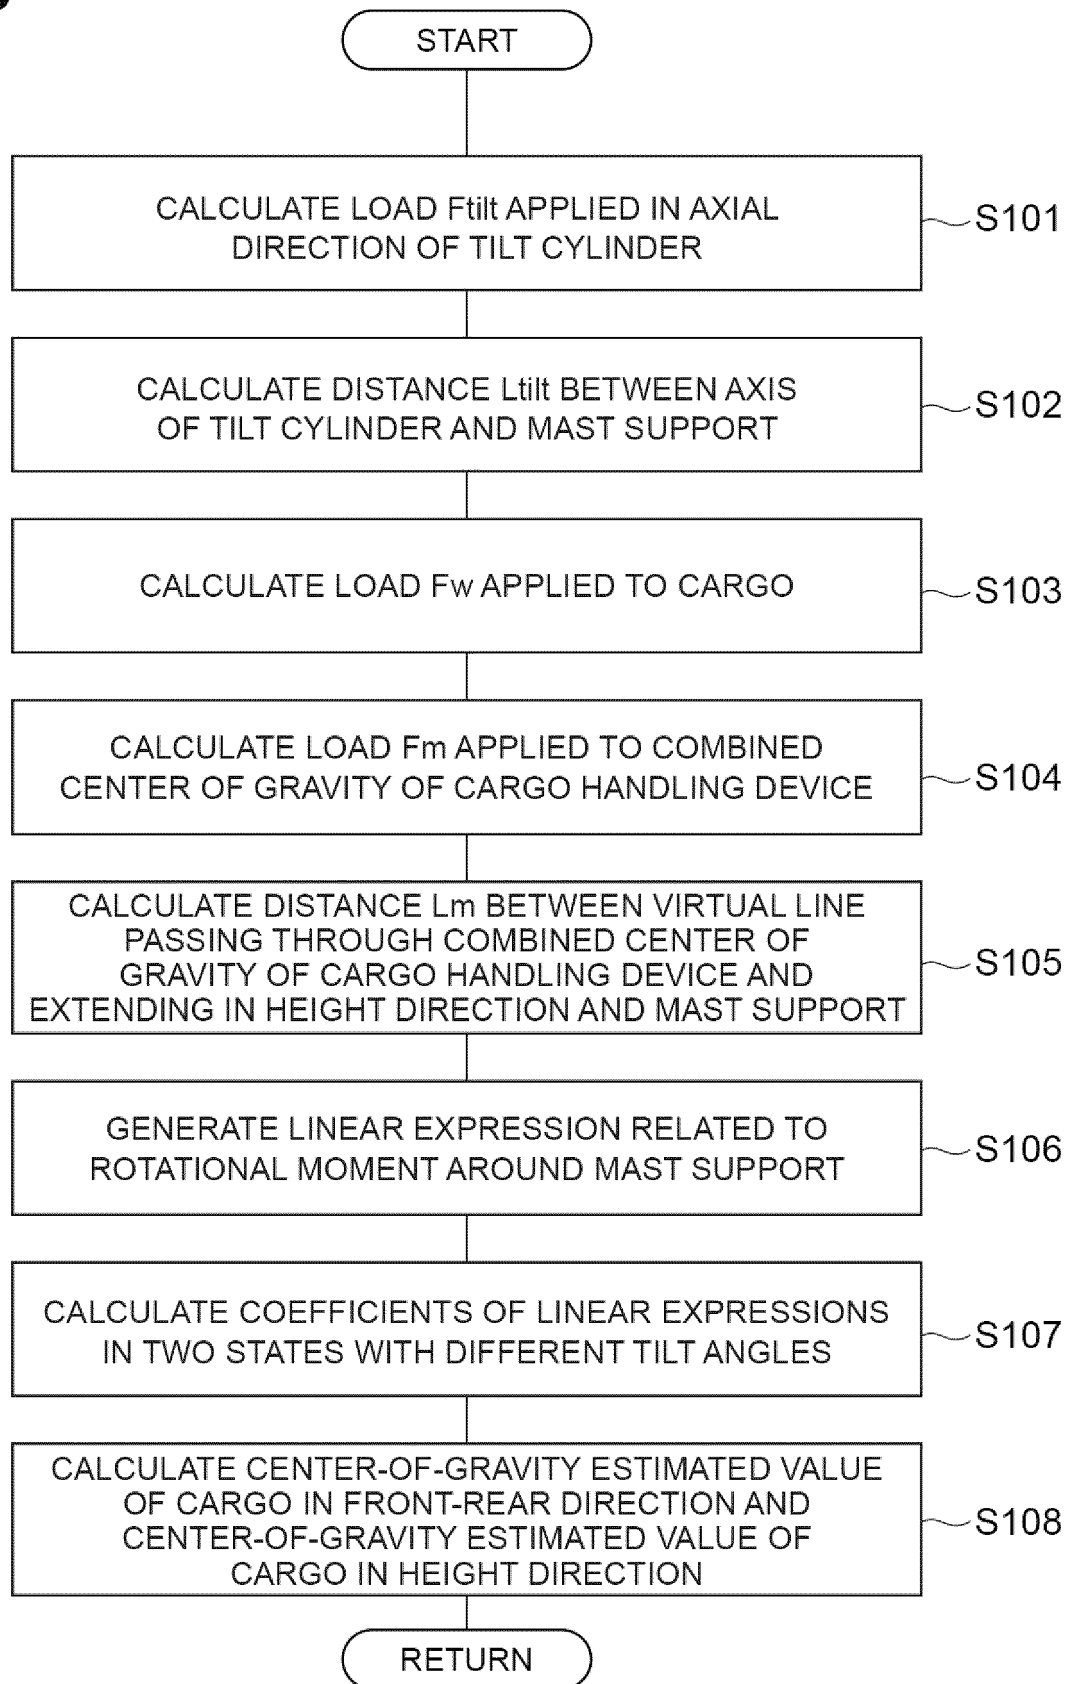 START
CALCULATE LOAD Ftilt APPLIED IN AXIAL
DIRECTION OF TILT CYLINDER
S101
CALCULATE DISTANCE Ltilt BETWEEN AXIS
OF TILT CYLINDER AND MAST SUPPORT
S102
CALCULATE LOAD Fw APPLIED TO CARGO
S103
CALCULATE LOAD Fm APPLIED TO COMBINED
CENTER OF GRAVITY OF CARGO HANDLING DEVICE
S104
CALCULATE DISTANCE Lm BETWEEN VIRTUAL LINE
PASSING THROUGH COMBINED CENTER OF
GRAVITY OF CARGO HANDLING DEVICE AND
EXTENDING IN HEIGHT DIRECTION AND MAST SUPPORT
S105
GENERATE LINEAR EXPRESSION RELATED TO
ROTATIONAL MOMENT AROUND MAST SUPPORT
S106
CALCULATE COEFFICIENTS OF LINEAR EXPRESSIONS
IN TWO STATES WITH DIFFERENT TILT ANGLES
S107
CALCULATE CENTER-OF-GRAVITY ESTIMATED VALUE
OF CARGO IN FRONT-REAR DIRECTION AND
CENTER-OF-GRAVITY ESTIMATED VALUE OF
CARGO IN HEIGHT DIRECTION
S108
RETURN